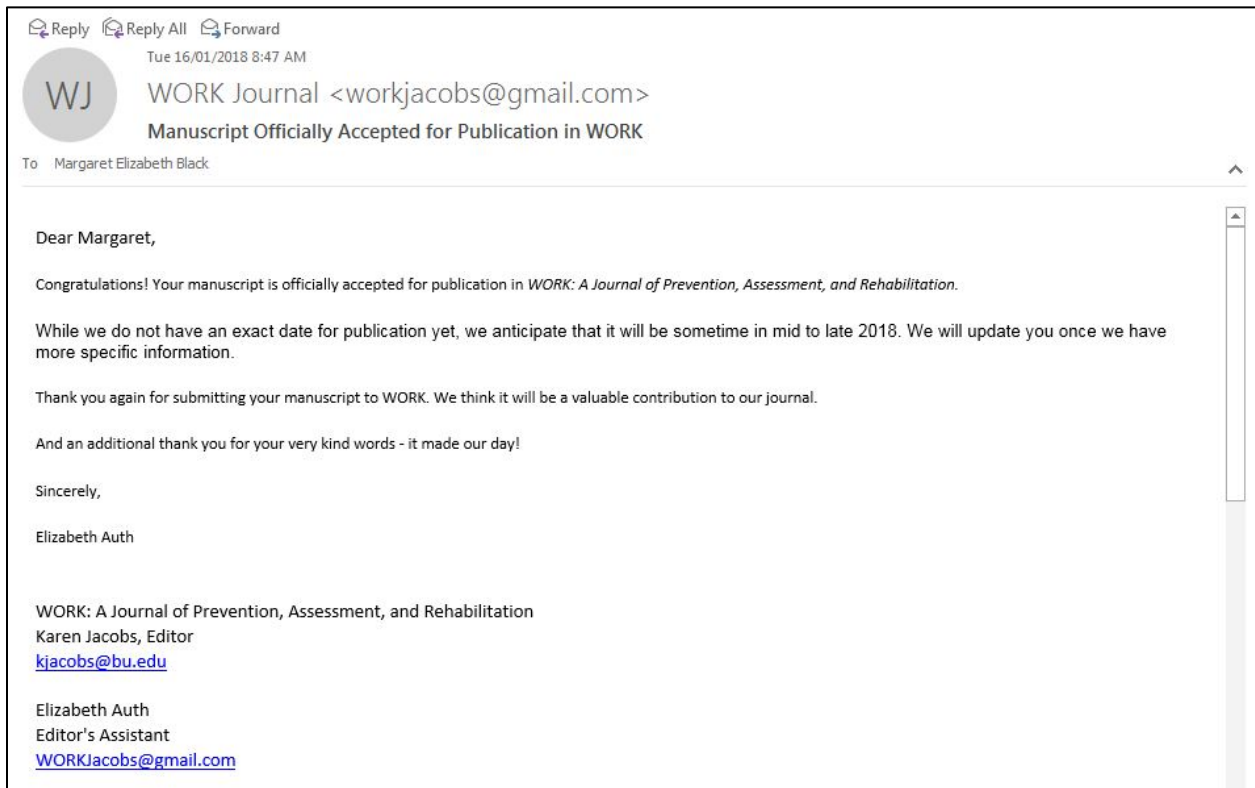 Reply Reply All Forward
Tue 16/01/2018 8:47 AM
WJ
WORK Journal <workjacobs@gmail.com>
Manuscript Officially Accepted for Publication in WORK
To Margaret Elizabeth Black
Dear Margaret,
Congratulations! Your manuscript is officially accepted for publication in WORK: A Journal of Prevention, Assessment, and Rehabilitation.
While we do not have an exact date for publication yet, we anticipate that it will be sometime in mid to late 2018. We will update you once we have
more specific information.
Thank you again for submitting your manuscript to WORK. We think it will be a valuable contribution to our journal.
And an additional thank you for your very kind words - it made our day!
Sincerely,
Elizabeth Auth
WORK: A Journal of Prevention, Assessment, and Rehabilitation
Karen Jacobs, Editor
kjacobs@bu.edu
Elizabeth Auth
Editor's Assistant
WORKJacobs@gmail.com